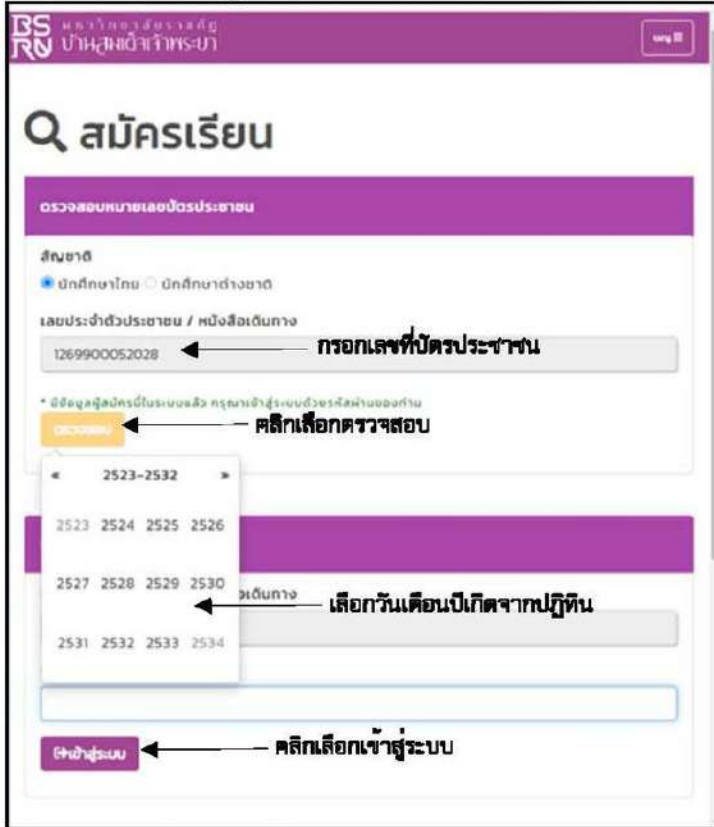 BS
RU
มหาวิทยาลัยราชภัฏ
บ้านสมเด็จเจ้าพระยา
เมนู
สมัครเรียน
ตรวจสอบหมายเลขบัตรประชาชน
สัญชาติ
นักศึกษาไทย นักศึกษาต่างชาติ
เลขประจำตัวประชาชน / หนังสือเดินทาง
1269900052028 กรอกเลขที่บัตรประชาชน
* มีข้อมูลผู้สมัครนี้ในระบบแล้ว กรุณาเข้าสู่ระบบด้วยรหัสผ่านของท่าน
ตรวจสอบ คลิกเลือกตรวจสอบ
« 2523-2532 »
2523 2524 2525 2526
2527 2528 2529 2530
อเดินทาง
เลือกวันเดือนปีเกิดจากปฏิทิน
2531 2532 2533 2534
เข้าสู่ระบบ คลิกเลือกเข้าสู่ระบบ